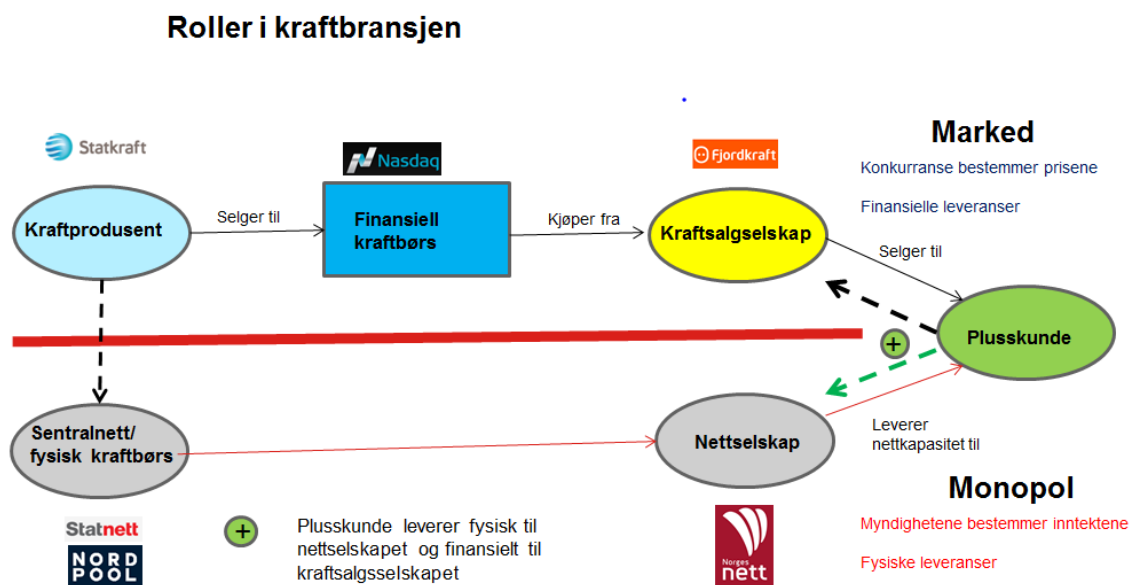 Roller i kraftbransjen
Statkraft
Nasdaq
Fjordkraft
Marked
Konkurranse bestemmer prisene
Finansielle leveranser
Kraftprodusent
Selger til
Finansiell
kraftbørs
Kjøper fra
Kraftsalgselskap
Selger til
Plusskunde
+
Sentralnett/
fysisk kraftbørs
Nettselskap
Leverer
nettkapasitet til
Monopol
Myndighetene bestemmer inntektene
Fysiske leveranser
Statnett
NORD
POOL
+
Plusskunde leverer fysisk til
nettselskapet og finansielt til
kraftsalgsselskapet
Norges
nett